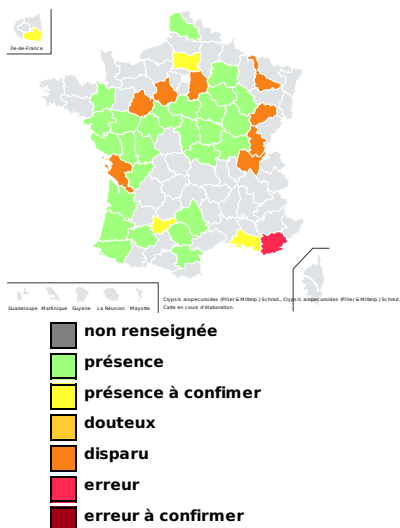 Île-de-France
Guadeloupe Martinique Guyane La Réunion Mayotte
Crypsis alopecuroides (Piller & Mitterp.) Schrad., Crypsis alopecuroides (Piller & Mitterp.) Schrad.
Carte en cours d'élaboration.
non renseignée
présence
présence à confimer
douteux
disparu
erreur
erreur à confirmer